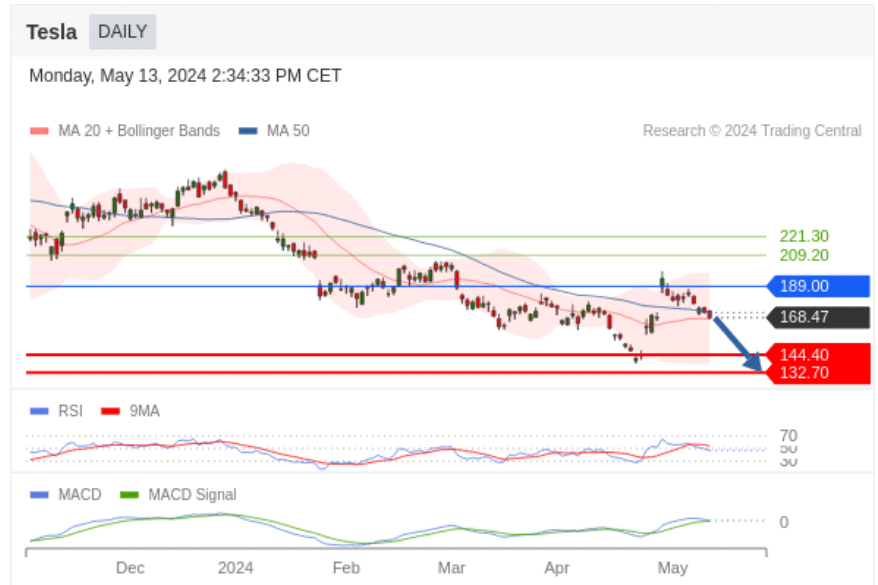 Tesla DAILY
Monday, May 13, 2024 2:34:33 PM CET
MA 20 + Bollinger Bands MA 50 Research © 2024 Trading Central
221.30
209.20
189.00
168.47
144.40
132.70
RSI 9MA
70
50
30
MACD MACD Signal
0
Dec 2024 Feb Mar Apr May